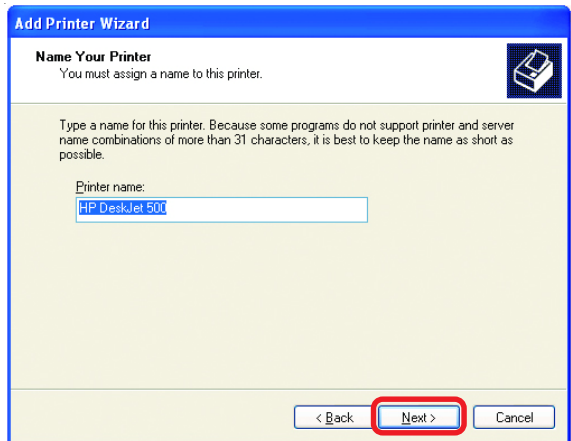 Add Printer Wizard
Name Your Printer
You must assign a name to this printer.
Type a name for this printer. Because some programs do not support printer and server
name combinations of more than 31 characters, it is best to keep the name as short as
possible.
Printer name:
HP DeskJet 500
< Back Next > Cancel